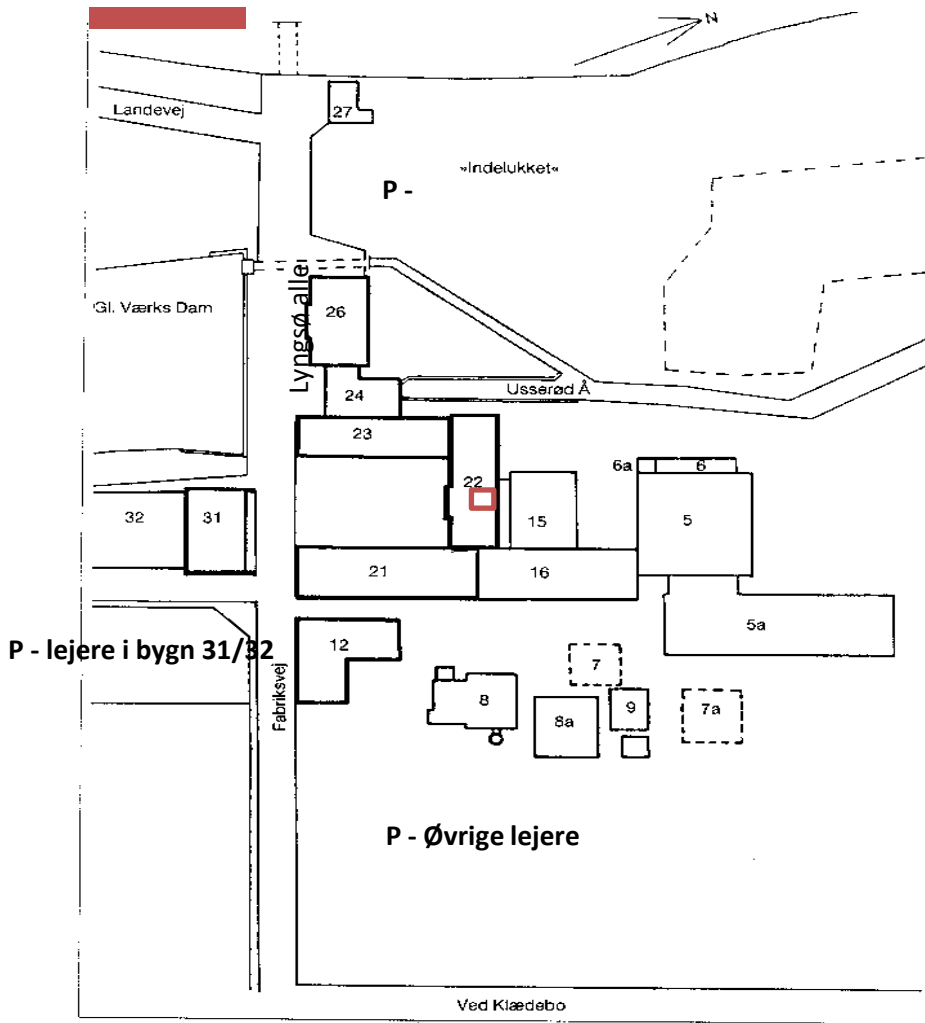 N
Landevej
27
»Indelukket«
P -
Gl. Værks Dam
Lyngsø alle
26
24
Usserød Å
23
22
6a
6
32
31
15
5
21
16
5a
P - lejere i bygn 31/32
12
7
Fabriksvej
8
8a
9
7a
P - Øvrige lejere
Ved Klædebo